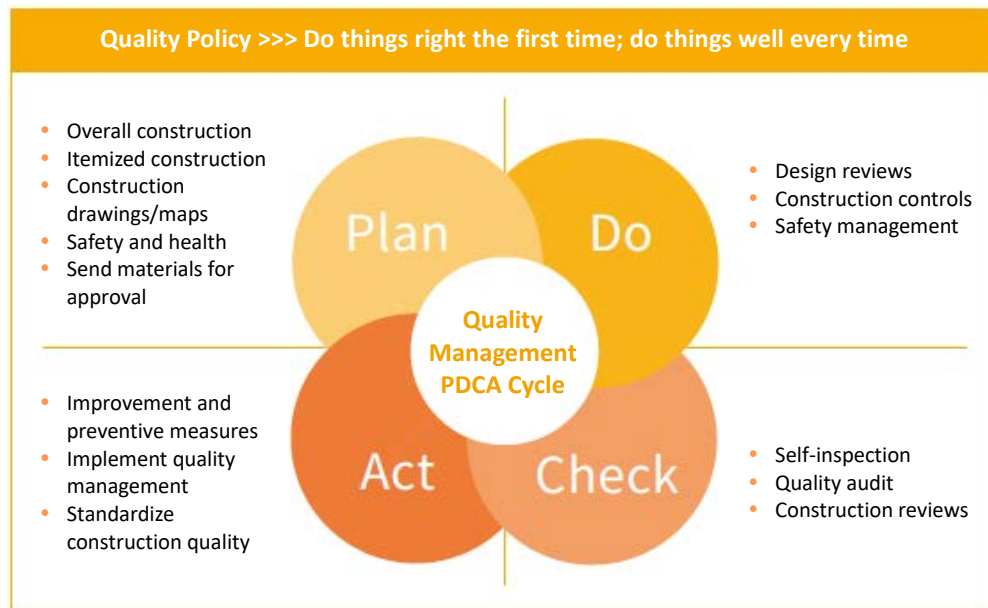 Quality Policy >>> Do things right the first time; do things well every time
• Overall construction
• Itemized construction
• Construction
drawings/maps
• Safety and health
• Send materials for
approval
Plan
Do
• Design reviews
• Construction controls
• Safety management
Quality
Management
PDCA Cycle
• Improvement and
preventive measures
• Implement quality
management
• Standardize
construction quality
Act
Check
• Self-inspection
• Quality audit
• Construction reviews